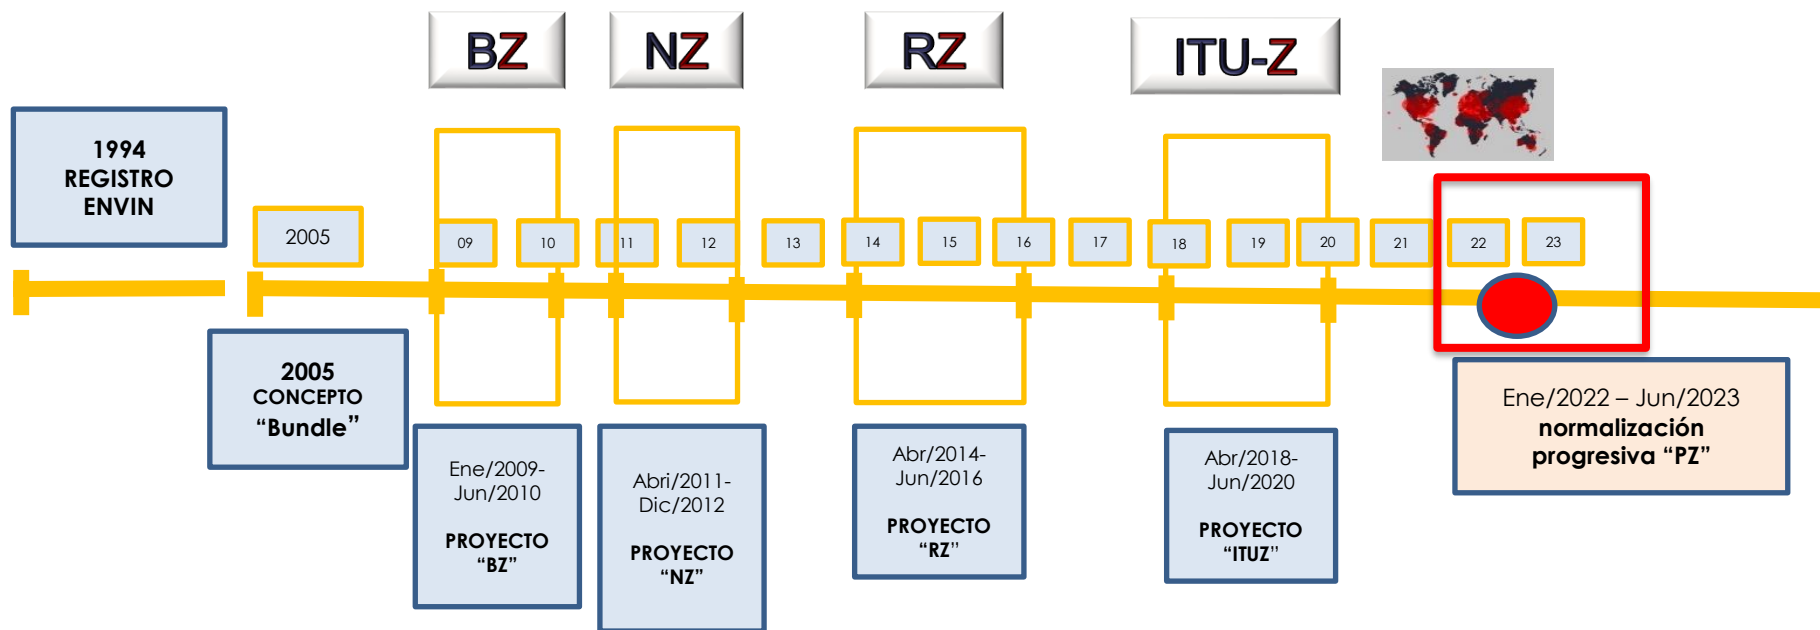 BZ
NZ
RZ
ITU-Z
1994
REGISTRO
ENVIN
2005
09
10
11
12
13
14
15
16
17
18
19
20
21
22
23
2005
CONCEPTO
“Bundle”
Ene/2009-
Jun/2010
PROYECTO
“BZ”
Abri/2011-
Dic/2012
PROYECTO
“NZ”
Abr/2014-
Jun/2016
PROYECTO
“RZ”
Abr/2018-
Jun/2020
PROYECTO
“ITUZ”
Ene/2022 – Jun/2023
normalización
progresiva “PZ”